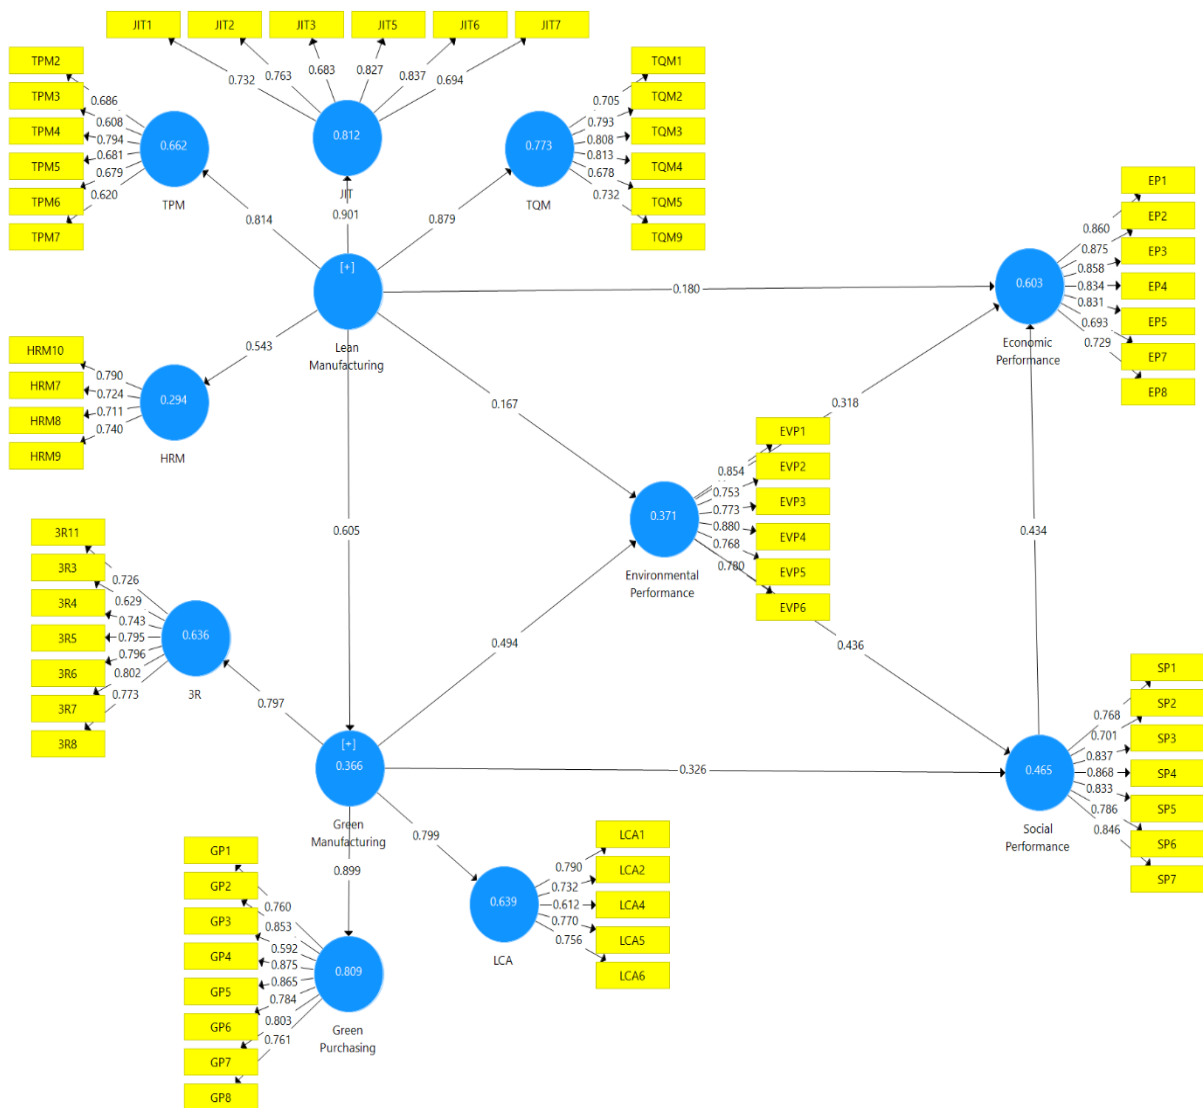 JIT1
JIT2
JIT3
JIT5
JIT6
JIT7
0.732
0.763
0.683
0.827
0.837
0.694
0.812
JIT
0.901
TPM2
TPM3
TPM4
TPM5
TPM6
TPM7
0.686
0.608
0.794
0.681
0.679
0.620
0.662
TPM
0.814
TQM1
TQM2
TQM3
TQM4
TQM5
TQM9
0.705
0.793
0.808
0.813
0.678
0.732
0.773
TQM
0.879
[+]
Lean
Manufacturing
0.180
0.543
0.167
0.605
HRM10
HRM7
HRM8
HRM9
0.790
0.724
0.711
0.740
0.294
HRM
EP1
EP2
EP3
EP4
EP5
EP7
EP8
0.860
0.875
0.858
0.834
0.831
0.693
0.729
0.603
Economic
Performance
0.318
0.434
EVP1
EVP2
EVP3
EVP4
EVP5
EVP6
0.854
0.753
0.773
0.880
0.768
0.780
0.371
Environmental
Performance
0.494
0.436
3R11
3R3
3R4
3R5
3R6
3R7
3R8
0.726
0.629
0.743
0.795
0.796
0.802
0.773
0.636
3R
0.797
[+]
0.366
Green
Manufacturing
0.326
0.799
0.899
SP1
SP2
SP3
SP4
SP5
SP6
SP7
0.768
0.701
0.837
0.868
0.833
0.786
0.846
0.465
Social
Performance
LCA1
LCA2
LCA4
LCA5
LCA6
0.790
0.732
0.612
0.770
0.756
0.639
LCA
GP1
GP2
GP3
GP4
GP5
GP6
GP7
GP8
0.760
0.853
0.592
0.875
0.865
0.784
0.803
0.761
0.809
Green
Purchasing